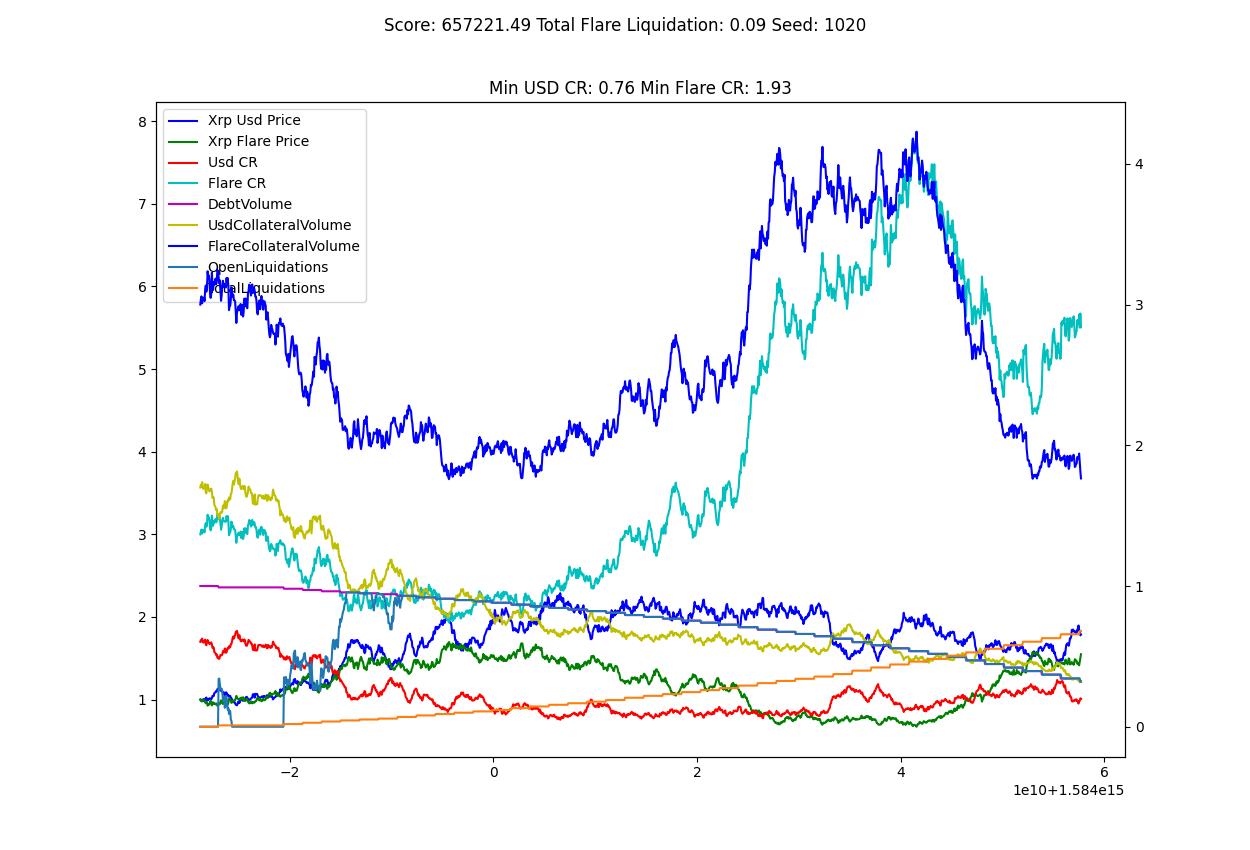 Score: 657221.49 Total Flare Liquidation: 0.09 Seed: 1020
Min USD CR: 0.76 Min Flare CR: 1.93
Xrp Usd Price
Xrp Flare Price
Usd CR
Flare CR
DebtVolume
UsdCollateralVolume
FlareCollateralVolume
OpenLiquidations
TotalLiquidations
8
7
6
5
4
3
2
1
4
3
2
1
0
−2
0
2
4
6
1e10+1.584e15